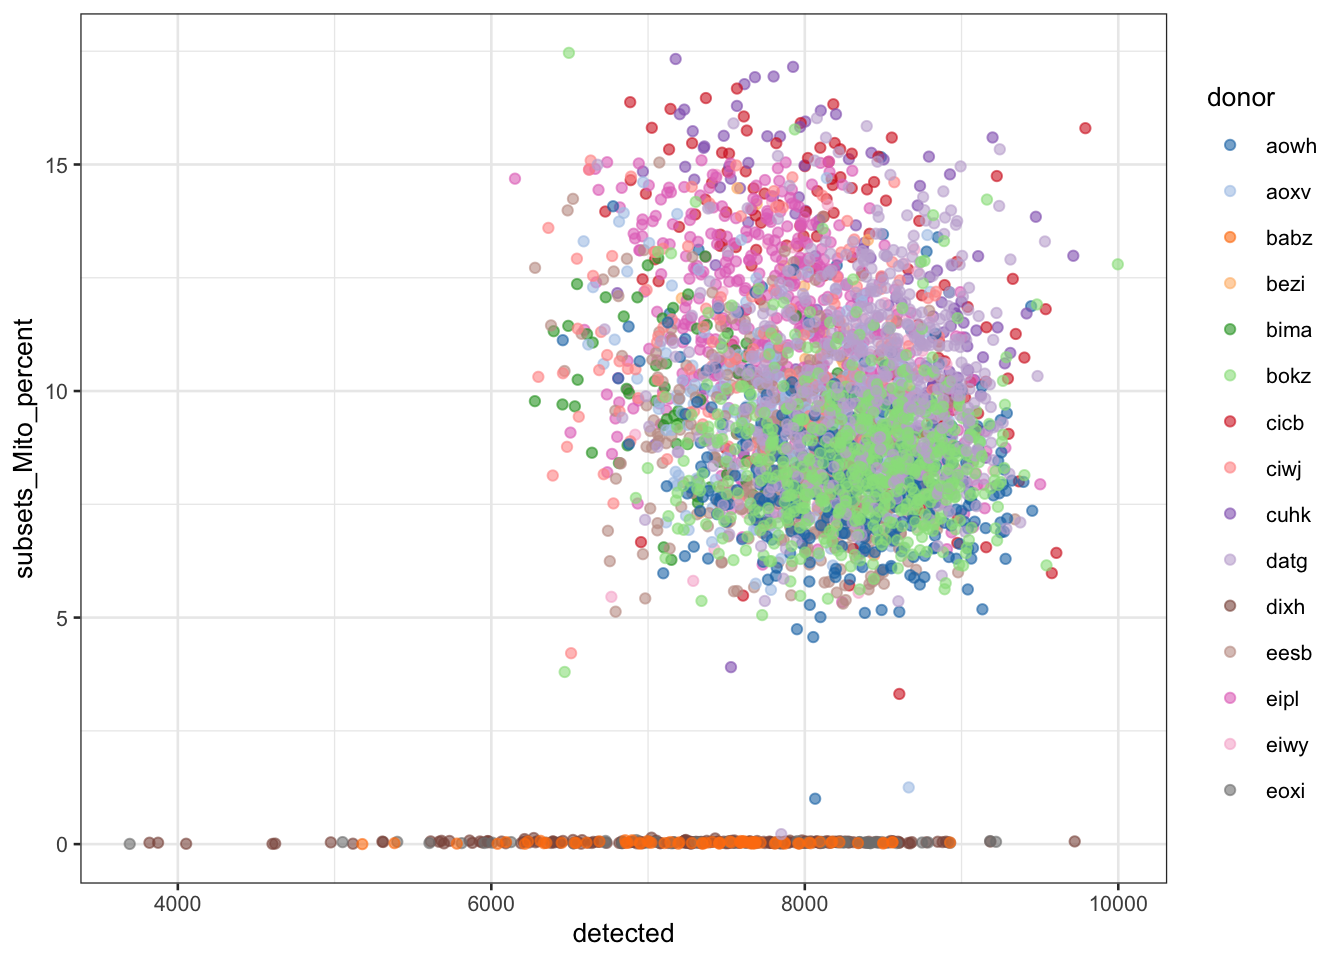 subsets_Mito_percent
15
10
5
0
4000
6000
8000
10000
detected
donor
aowh
aoxv
babz
bezi
bima
bokz
cicb
ciwj
cuhk
datg
dixh
eesb
eipl
eiwy
eoxi